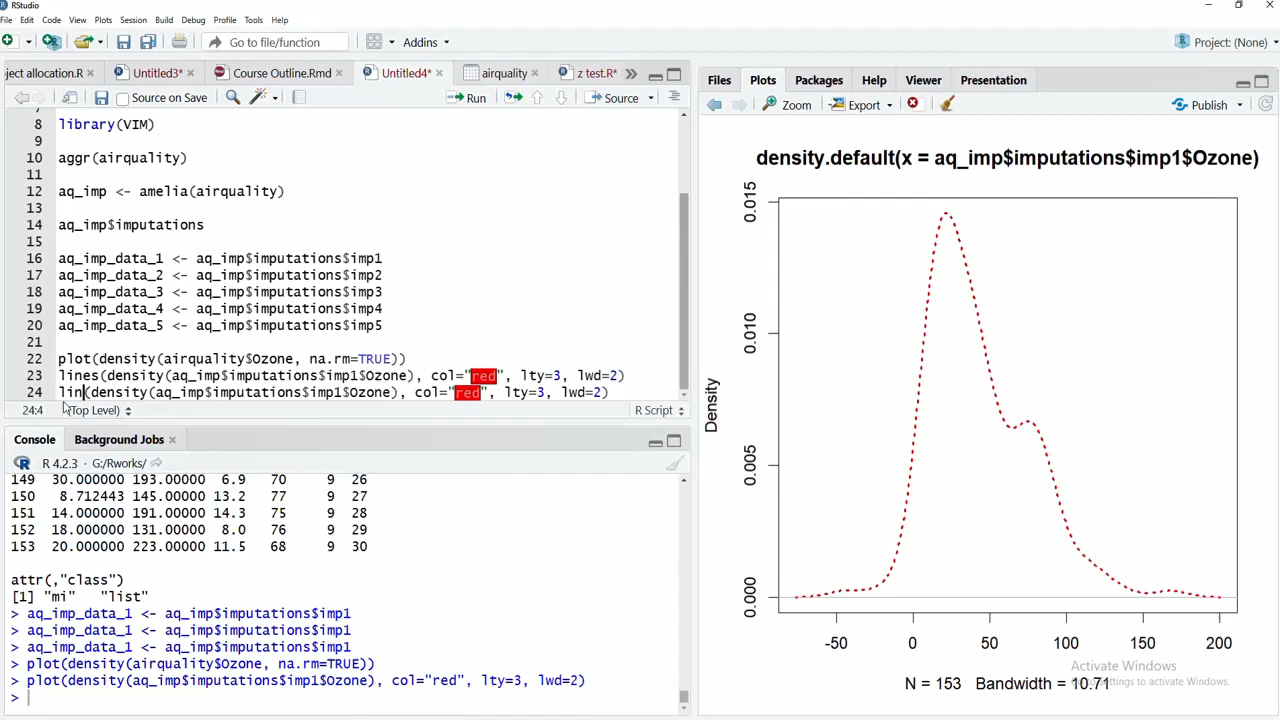 RStudio
File Edit Code View Plots Session Build Debug Profile Tools Help
Go to file/function Addins Project: (None)
ject allocation.R Untitled3* Course Outline.Rmd Untitled4* airquality z test.R*
Source on Save Run Source
8 library(VIM)
9
10 aggr(airquality)
11
12 aq_imp <- amelia(airquality)
13
14 aq_imp$imputations
15
16 aq_imp_data_1 <- aq_imp$imputations$imp1
17 aq_imp_data_2 <- aq_imp$imputations$imp2
18 aq_imp_data_3 <- aq_imp$imputations$imp3
19 aq_imp_data_4 <- aq_imp$imputations$imp4
20 aq_imp_data_5 <- aq_imp$imputations$imp5
21
22 plot(density(airquality$Ozone, na.rm=TRUE))
23 lines(density(aq_imp$imputations$imp1$Ozone), col="red", lty=3, lwd=2)
24 lin(density(aq_imp$imputations$imp1$Ozone), col="red", lty=3, lwd=2)
24:4 (Top Level) R Script
Console Background Jobs
R 4.2.3 · G:/Rworks/
149 30.000000 193.00000 6.9 70 9 26
150 8.712443 145.00000 13.2 77 9 27
151 14.000000 191.00000 14.3 75 9 28
152 18.000000 131.00000 8.0 76 9 29
153 20.000000 223.00000 11.5 68 9 30
attr(,"class")
[1] "mi" "list"
> aq_imp_data_1 <- aq_imp$imputations$imp1
> aq_imp_data_1 <- aq_imp$imputations$imp1
> aq_imp_data_1 <- aq_imp$imputations$imp1
> plot(density(airquality$Ozone, na.rm=TRUE))
> plot(density(aq_imp$imputations$imp1$Ozone), col="red", lty=3, lwd=2)
>
Files Plots Packages Help Viewer Presentation
Zoom Export Publish
density.default(x = aq_imp$imputations$imp1$Ozone)
0.015
0.010
0.005
0.000
Density
-50 0 50 100 150 200
N = 153 Bandwidth = 10.71
Activate Windows
Go to Settings to activate Windows.